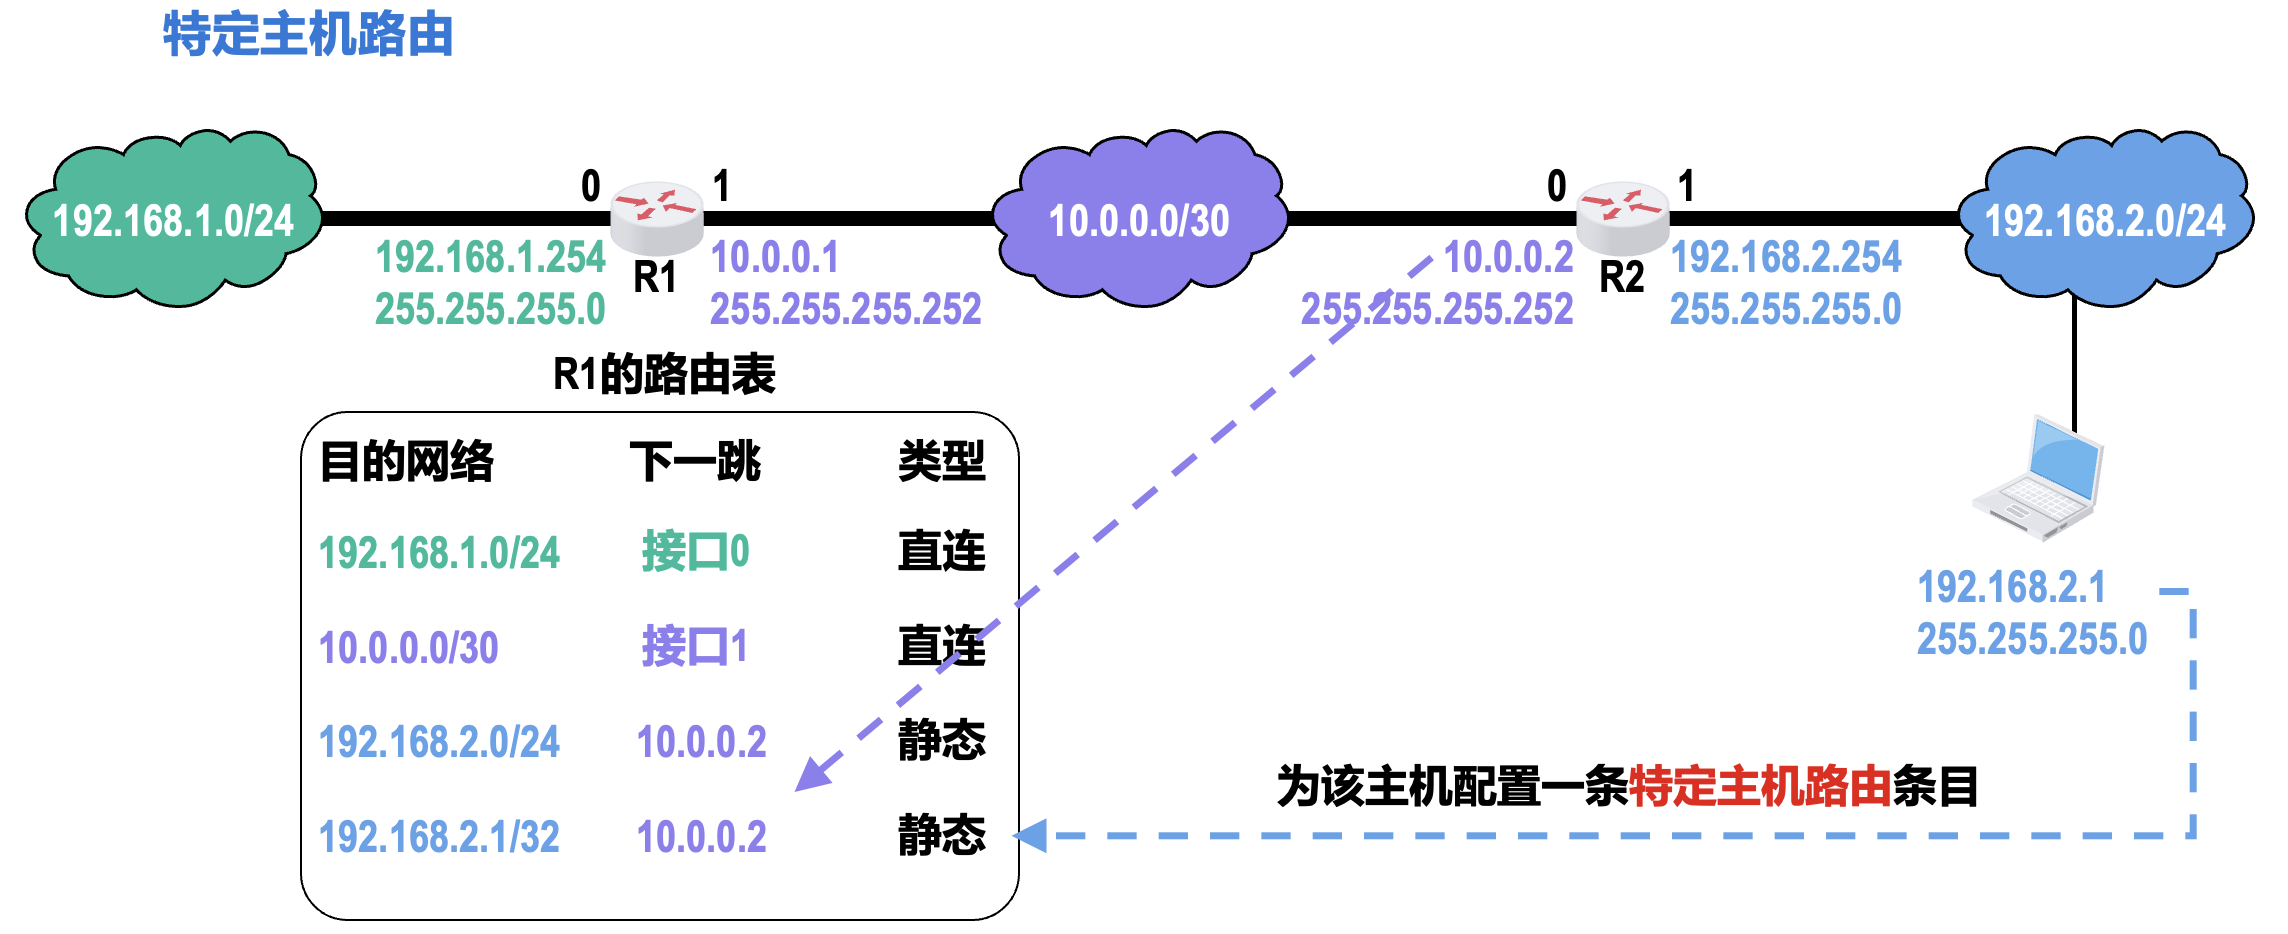 特定主机路由
0
1
0
1
192.168.1.0/24
10.0.0.0/30
192.168.2.0/24
192.168.1.254
255.255.255.0
R1
10.0.0.1
255.255.255.252
10.0.0.2
255.255.255.252
R2
192.168.2.254
255.255.255.0
R1的路由表
目的网络 下一跳 类型
192.168.1.0/24 接口0 直连
10.0.0.0/30 接口1 直连
192.168.2.0/24 10.0.0.2 静态
192.168.2.1/32 10.0.0.2 静态
192.168.2.1
255.255.255.0
为该主机配置一条特定主机路由条目